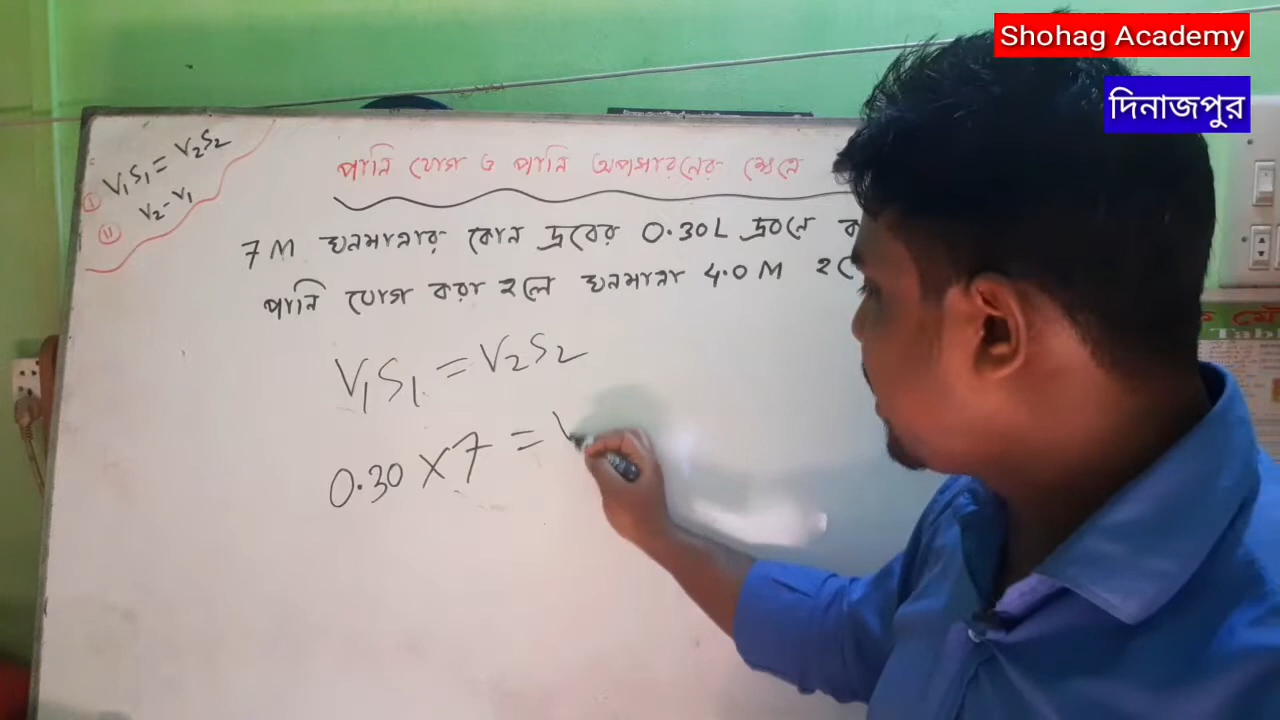 Shohag Academy
দিনাজপুর
V₁S₁ = V₂S₂
V₂ - V₁
পানি যোগ ও পানি অপসারনের ক্ষেত্রে
7 M ঘনমাত্রার কোন দ্রবের 0.30L দ্রবনে
পানি যোগ করা হলে ঘনমাত্রা 4.0 M
V₁S₁ = V₂S₂
0.30 × 7 =